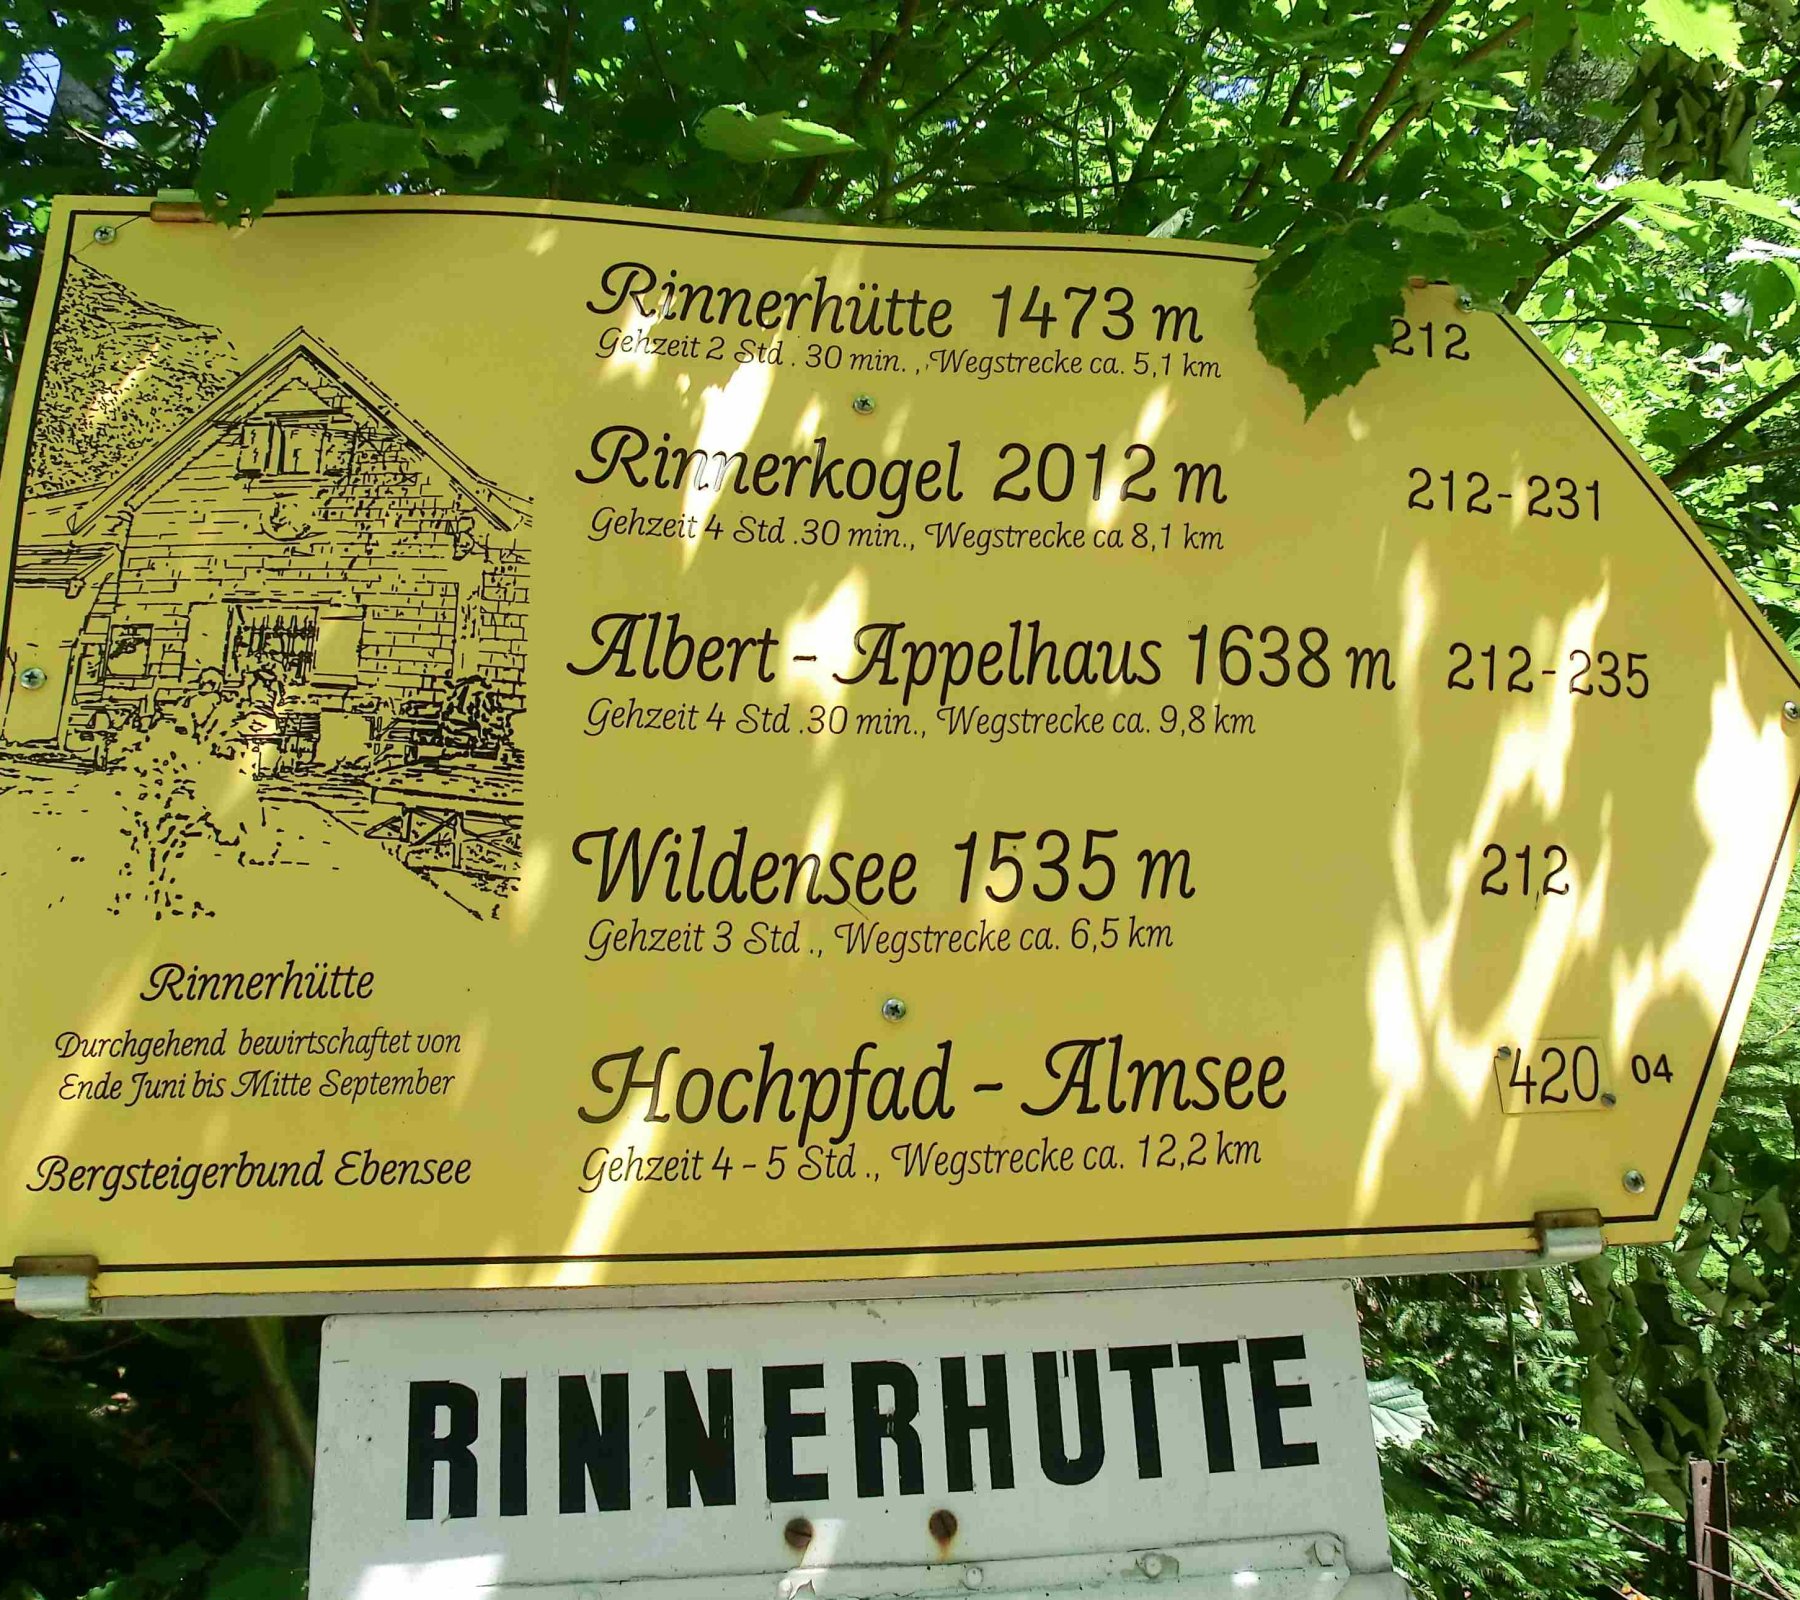 Rinnerhütte 1473 m 212
Gehzeit 2 Std . 30 min. , Wegstrecke ca. 5,1 km
Rinnerkogel 2012 m 212-231
Gehzeit 4 Std .30 min., Wegstrecke ca 8,1 km
Albert - Appelhaus 1638 m 212-235
Gehzeit 4 Std .30 min., Wegstrecke ca. 9,8 km
Wildensee 1535 m 212
Gehzeit 3 Std ., Wegstrecke ca. 6,5 km
Hochpfad - Almsee 420 04
Gehzeit 4 - 5 Std ., Wegstrecke ca. 12,2 km
Rinnerhütte
Durchgehend bewirtschaftet von
Ende Juni bis Mitte September
Bergsteigerbund Ebensee
RINNERHÜTTE